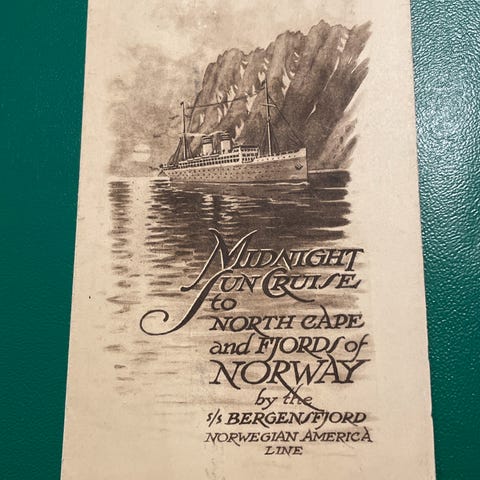 MIDNIGHT
SUN CRUISE
to
NORTH CAPE
and FJORDS of
NORWAY
by the
s/s BERGENSFJORD
NORWEGIAN AMERICA
LINE